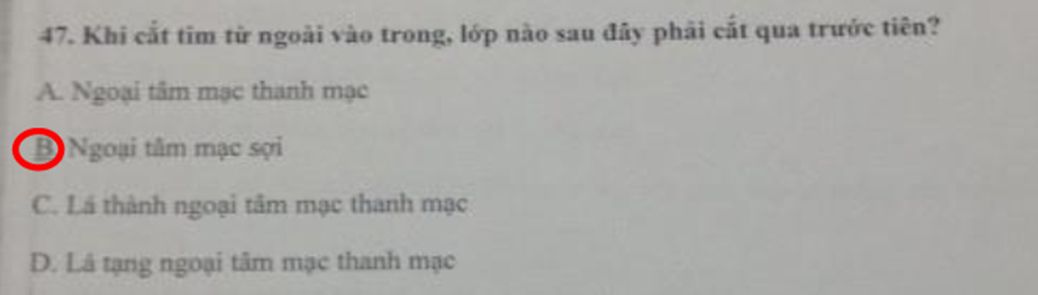 47. Khi cắt tim từ ngoài vào trong, lớp nào sau đây phải cắt qua trước tiên?
A. Ngoại tâm mạc thanh mạc
B. Ngoại tâm mạc sợi
C. Lá thành ngoại tâm mạc thanh mạc
D. Lá tạng ngoại tâm mạc thanh mạc